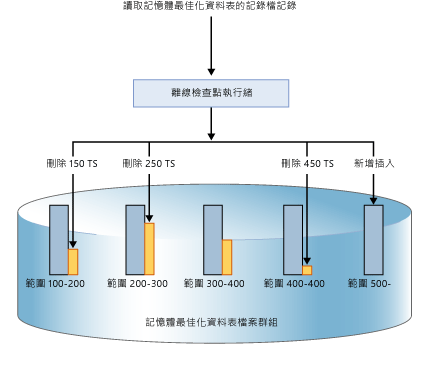 讀取記憶體最佳化資料表的記錄檔記錄
離線檢查點執行緒
刪除 150 TS
刪除 250 TS
刪除 450 TS
新增插入
範圍 100-200
範圍 200-300
範圍 300-400
範圍 400-400
範圍 500-
記憶體最佳化資料表檔案群組